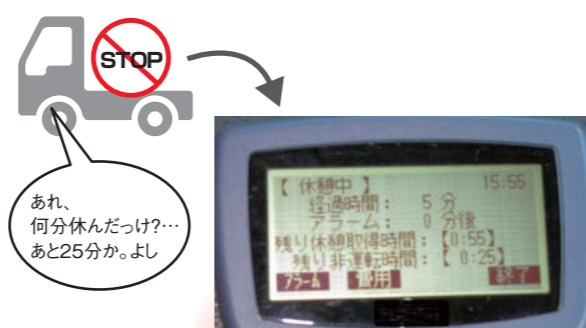 STOP
あれ、
何分休んだっけ?…
あと25分か。よし
【 休憩中 】 15:55
経過時間: 5 分
アラーム: 0 分後
残り休憩取得時間:【0:55】
残り非運転時間:【 0:25】
アラーム 費用 終了